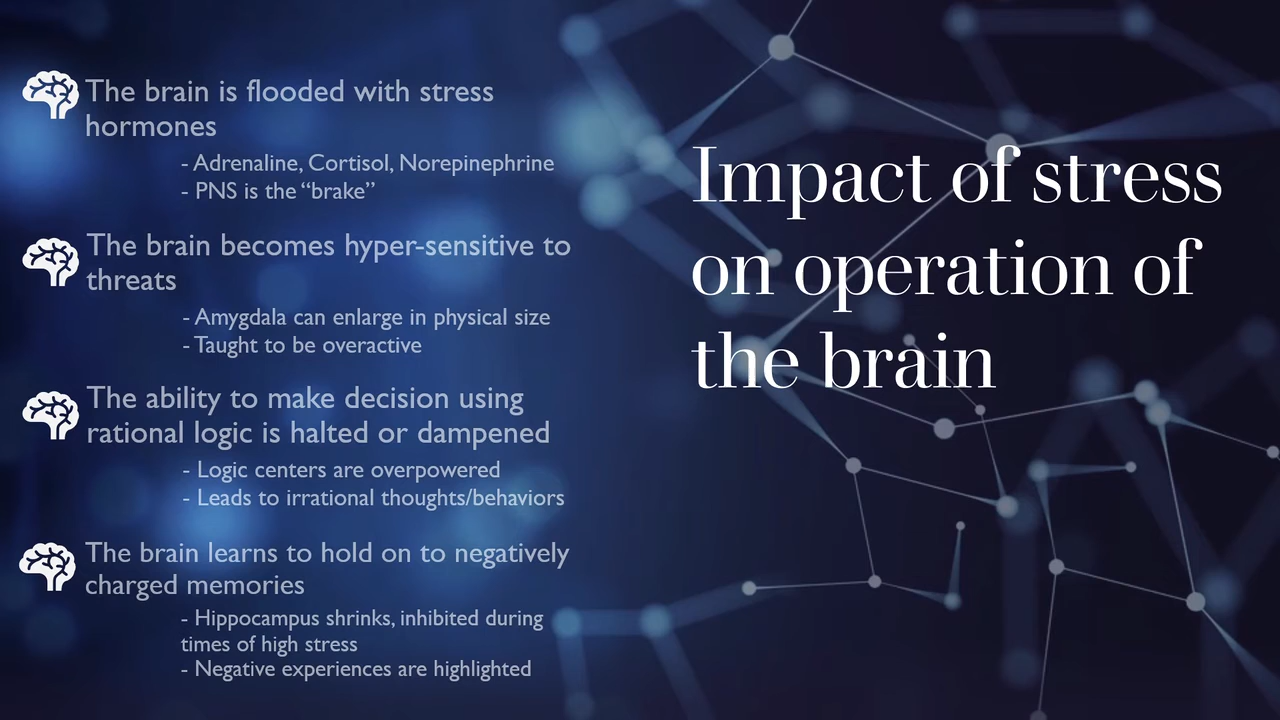 The brain is flooded with stress
hormones
- Adrenaline, Cortisol, Norepinephrine
- PNS is the “brake”
The brain becomes hyper-sensitive to
threats
- Amygdala can enlarge in physical size
- Taught to be overactive
The ability to make decision using
rational logic is halted or dampened
- Logic centers are overpowered
- Leads to irrational thoughts/behaviors
The brain learns to hold on to negatively
charged memories
- Hippocampus shrinks, inhibited during
times of high stress
- Negative experiences are highlighted
Impact of stress
on operation of
the brain